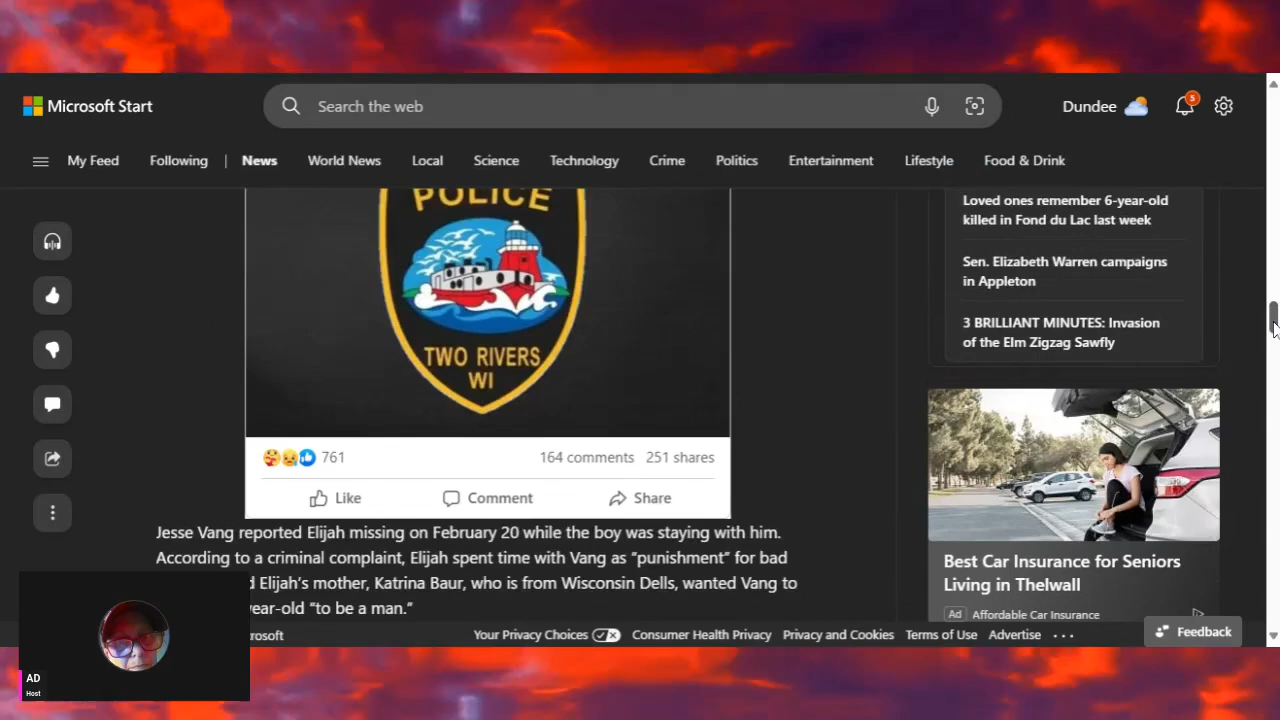 Microsoft Start
Search the web
Dundee
5
My Feed
Following
News
World News
Local
Science
Technology
Crime
Politics
Entertainment
Lifestyle
Food & Drink
POLICE
TWO RIVERS
WI
761
164 comments
251 shares
Like
Comment
Share
Jesse Vang reported Elijah missing on February 20 while the boy was staying with him.
According to a criminal complaint, Elijah spent time with Vang as “punishment” for bad
Elijah’s mother, Katrina Baur, who is from Wisconsin Dells, wanted Vang to
“to be a man.”
Loved ones remember 6-year-old
killed in Fond du Lac last week
Sen. Elizabeth Warren campaigns
in Appleton
3 BRILLIANT MINUTES: Invasion
of the Elm Zigzag Sawfly
Best Car Insurance for Seniors
Living in Thelwall
Ad
Affordable Car Insurance
Your Privacy Choices
Consumer Health Privacy
Privacy and Cookies
Terms of Use
Advertise
Feedback
AD
Host